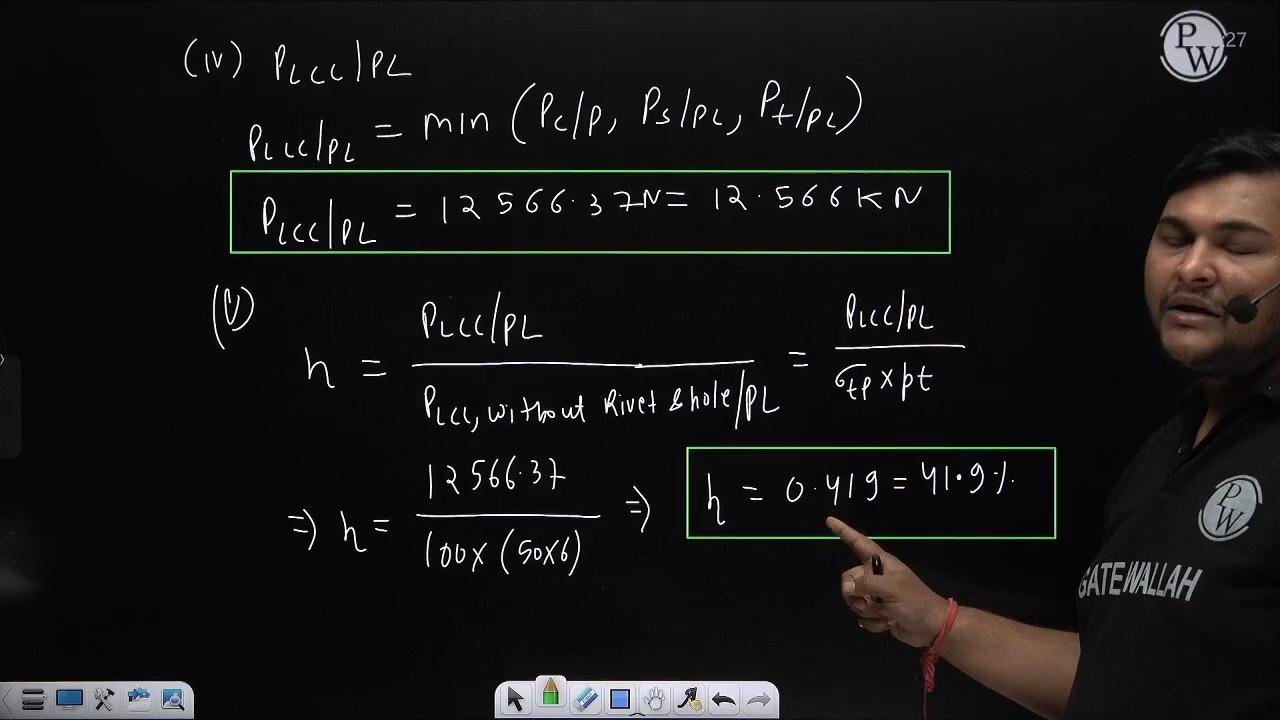 (iv) PLCC/PL
PLCC/PL = min (Pc/P, Ps/PL, Pt/PL)
PLCC/PL = 12566.37N = 12.566KN
(V) η = PLCC/PL / PLCC, without Rivet & hole/PL = PLCC/PL / σtp × pt
⇒ η = 12566.37 / 100× (50×6) ⇒ η = 0.419 = 41.9%
PW
27
PW
GATEWALLAH